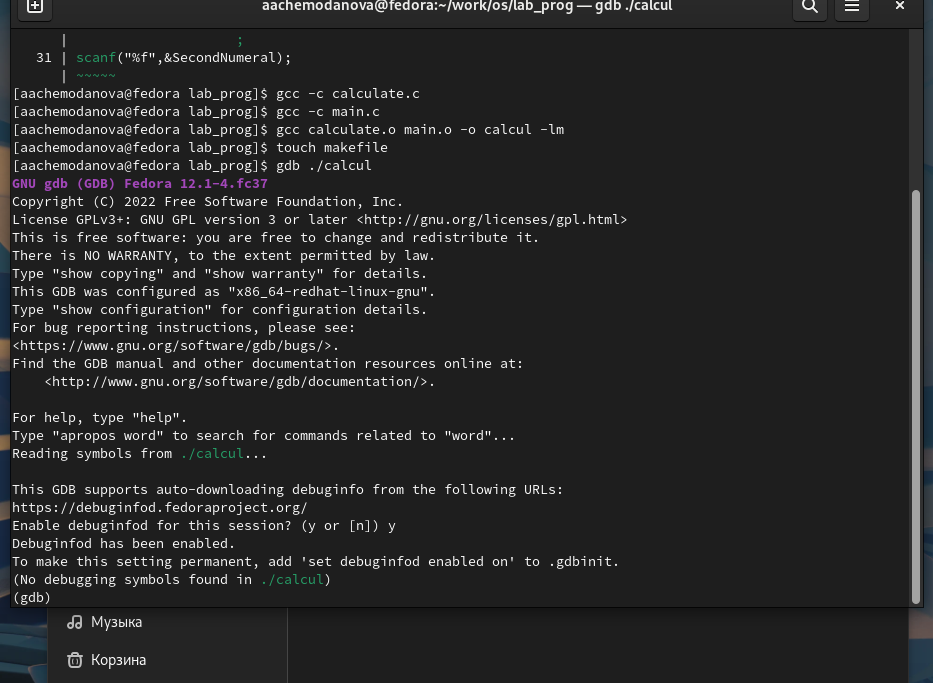 aachemodanova@fedora:~/work/os/lab_prog — gdb ./calcul
| ;
31 | scanf("%f",&SecondNumeral);
| ~~~~~
[aachemodanova@fedora lab_prog]$ gcc -c calculate.c
[aachemodanova@fedora lab_prog]$ gcc -c main.c
[aachemodanova@fedora lab_prog]$ gcc calculate.o main.o -o calcul -lm
[aachemodanova@fedora lab_prog]$ touch makefile
[aachemodanova@fedora lab_prog]$ gdb ./calcul
GNU gdb (GDB) Fedora 12.1-4.fc37
Copyright (C) 2022 Free Software Foundation, Inc.
License GPLv3+: GNU GPL version 3 or later <http://gnu.org/licenses/gpl.html>
This is free software: you are free to change and redistribute it.
There is NO WARRANTY, to the extent permitted by law.
Type "show copying" and "show warranty" for details.
This GDB was configured as "x86_64-redhat-linux-gnu".
Type "show configuration" for configuration details.
For bug reporting instructions, please see:
<https://www.gnu.org/software/gdb/bugs/>.
Find the GDB manual and other documentation resources online at:
    <http://www.gnu.org/software/gdb/documentation/>.
For help, type "help".
Type "apropos word" to search for commands related to "word"...
Reading symbols from ./calcul...
This GDB supports auto-downloading debuginfo from the following URLs:
https://debuginfod.fedoraproject.org/
Enable debuginfod for this session? (y or [n]) y
Debuginfod has been enabled.
To make this setting permanent, add 'set debuginfod enabled on' to .gdbinit.
(No debugging symbols found in ./calcul)
(gdb)
Музыка
Корзина